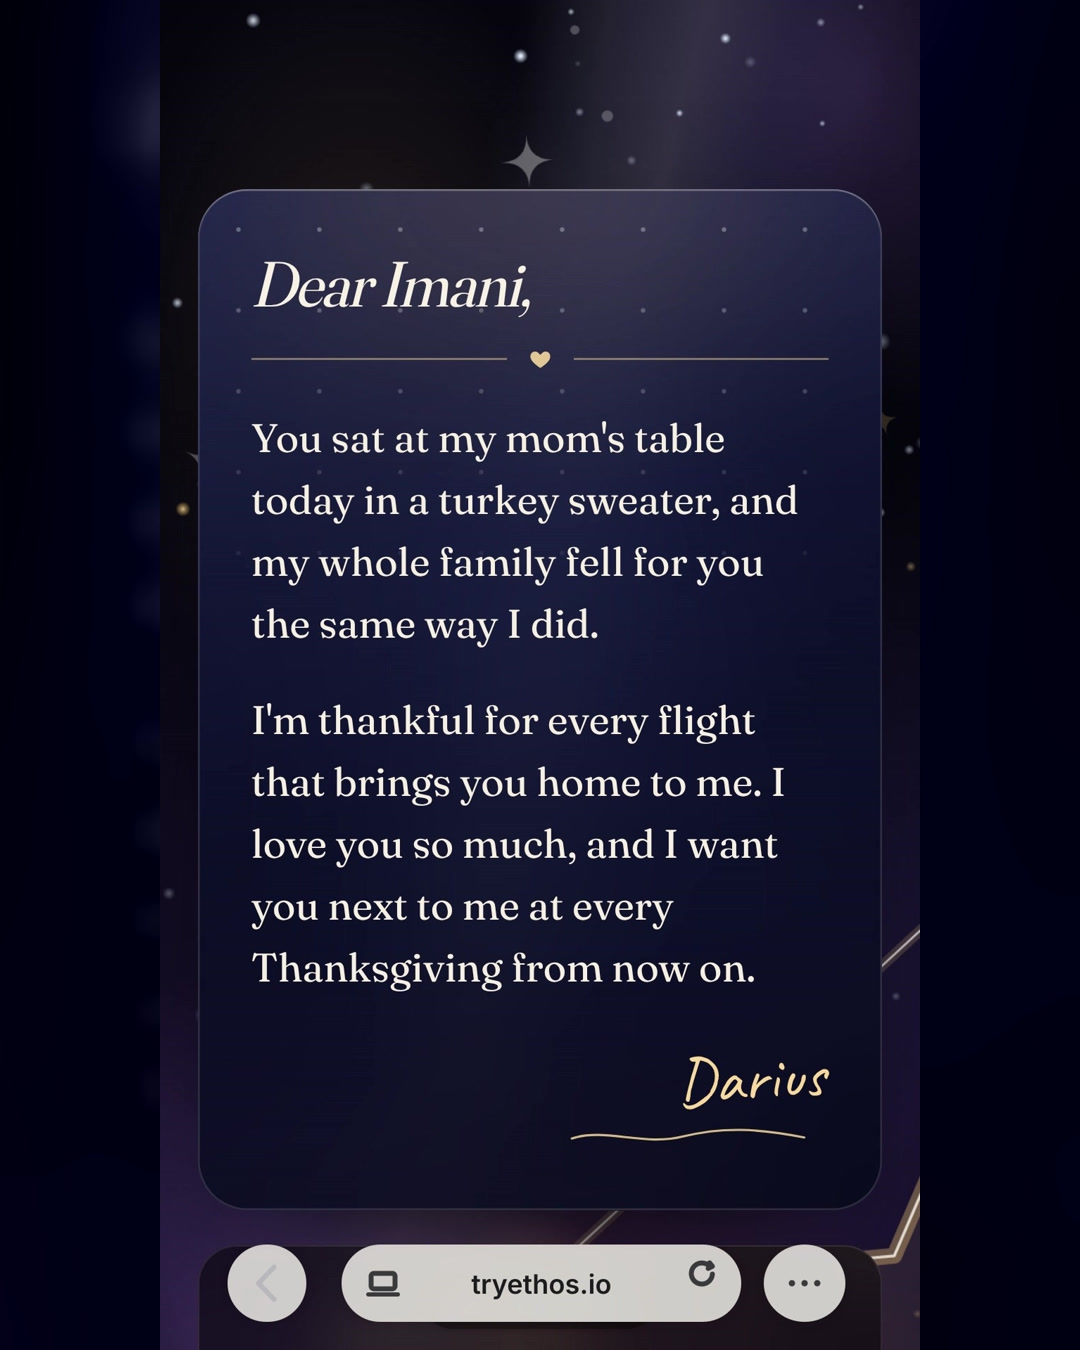 Dear Imani,
You sat at my mom's table
today in a turkey sweater, and
my whole family fell for you
the same way I did.
I'm thankful for every flight
that brings you home to me. I
love you so much, and I want
you next to me at every
Thanksgiving from now on.
Darius
tryethos.io